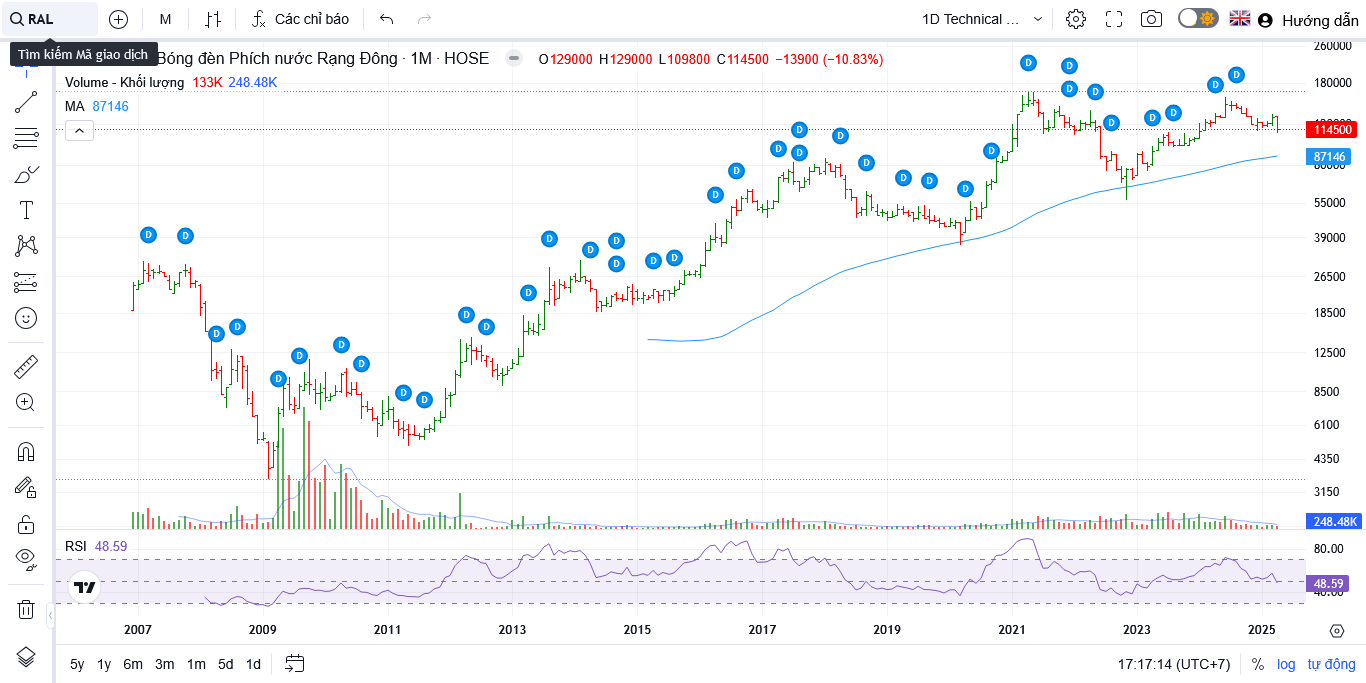 RAL
M
Các chỉ báo
1D Technical ...
Hướng dẫn
Tìm kiếm Mã giao dịch
Bóng đèn Phích nước Rạng Đông · 1M · HOSE
O129000 H129000 L109800 C114500 −13900 (−10.83%)
Volume - Khối lượng 133K 248.48K
MA 87146
260000
180000
114500
87146
80000
55000
39000
26500
18500
12500
8500
6100
4350
3150
248.48K
D D D D D D D D D D D D D D D D D D D D D D D D D D D D D D D D D D D D D D
RSI 48.59
80.00
48.59
40.00
2007 2009 2011 2013 2015 2017 2019 2021 2023 2025
5y 1y 6m 3m 1m 5d 1d
17:17:14 (UTC+7) % log tự động